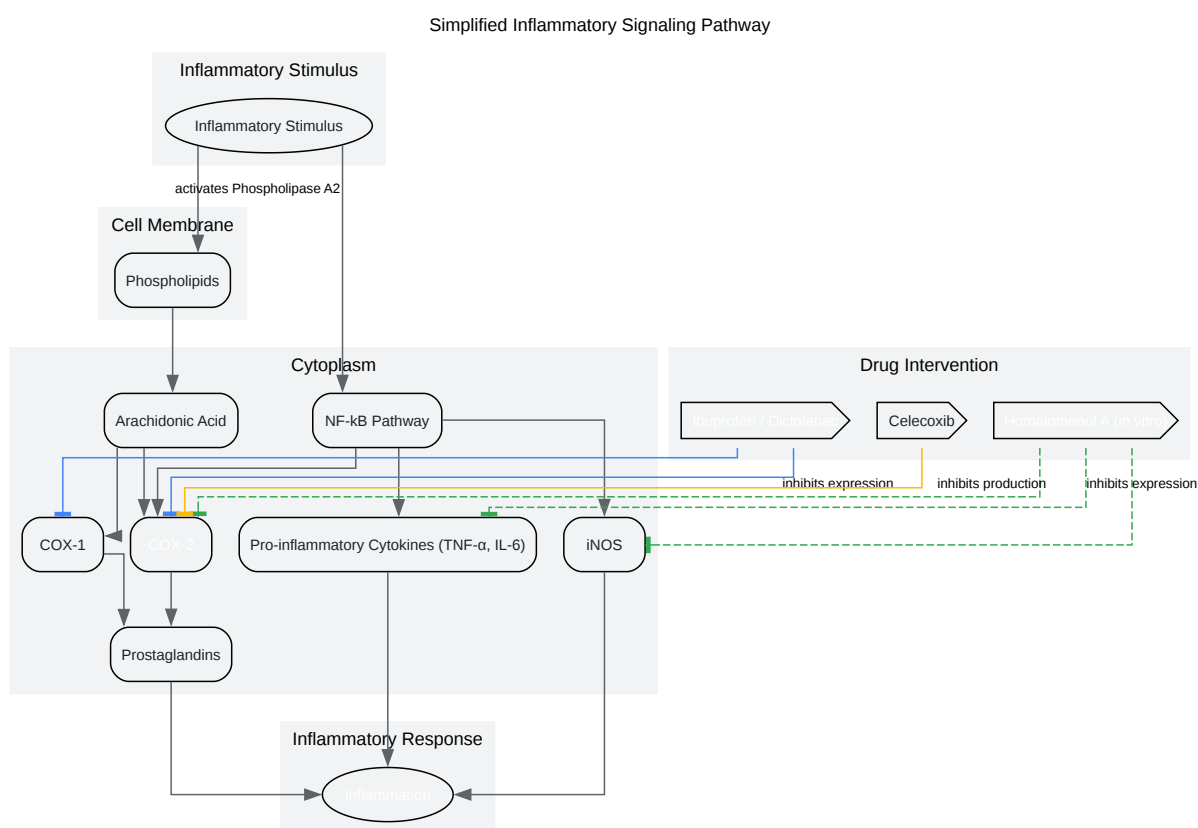 Simplified Inflammatory Signaling Pathway
Inflammatory Stimulus
Inflammatory Stimulus
activates Phospholipase A2
Cell Membrane
Phospholipids
Cytoplasm
Drug Intervention
Arachidonic Acid
NF-kB Pathway
Ibuprofen / Diclofenac
Celecoxib
Homalomenol A (in vitro)
inhibits expression
inhibits production
inhibits expression
COX-1
COX-2
Pro-inflammatory Cytokines (TNF-α, IL-6)
iNOS
Prostaglandins
Inflammatory Response
Inflammation